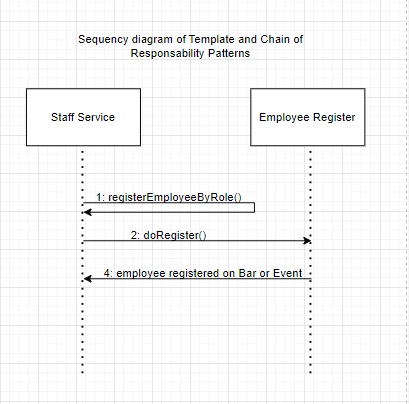 Sequency diagram of Template and Chain of
Responsability Patterns
Staff Service
Employee Register
1: registerEmployeeByRole()
2: doRegister()
4: employee registered on Bar or Event